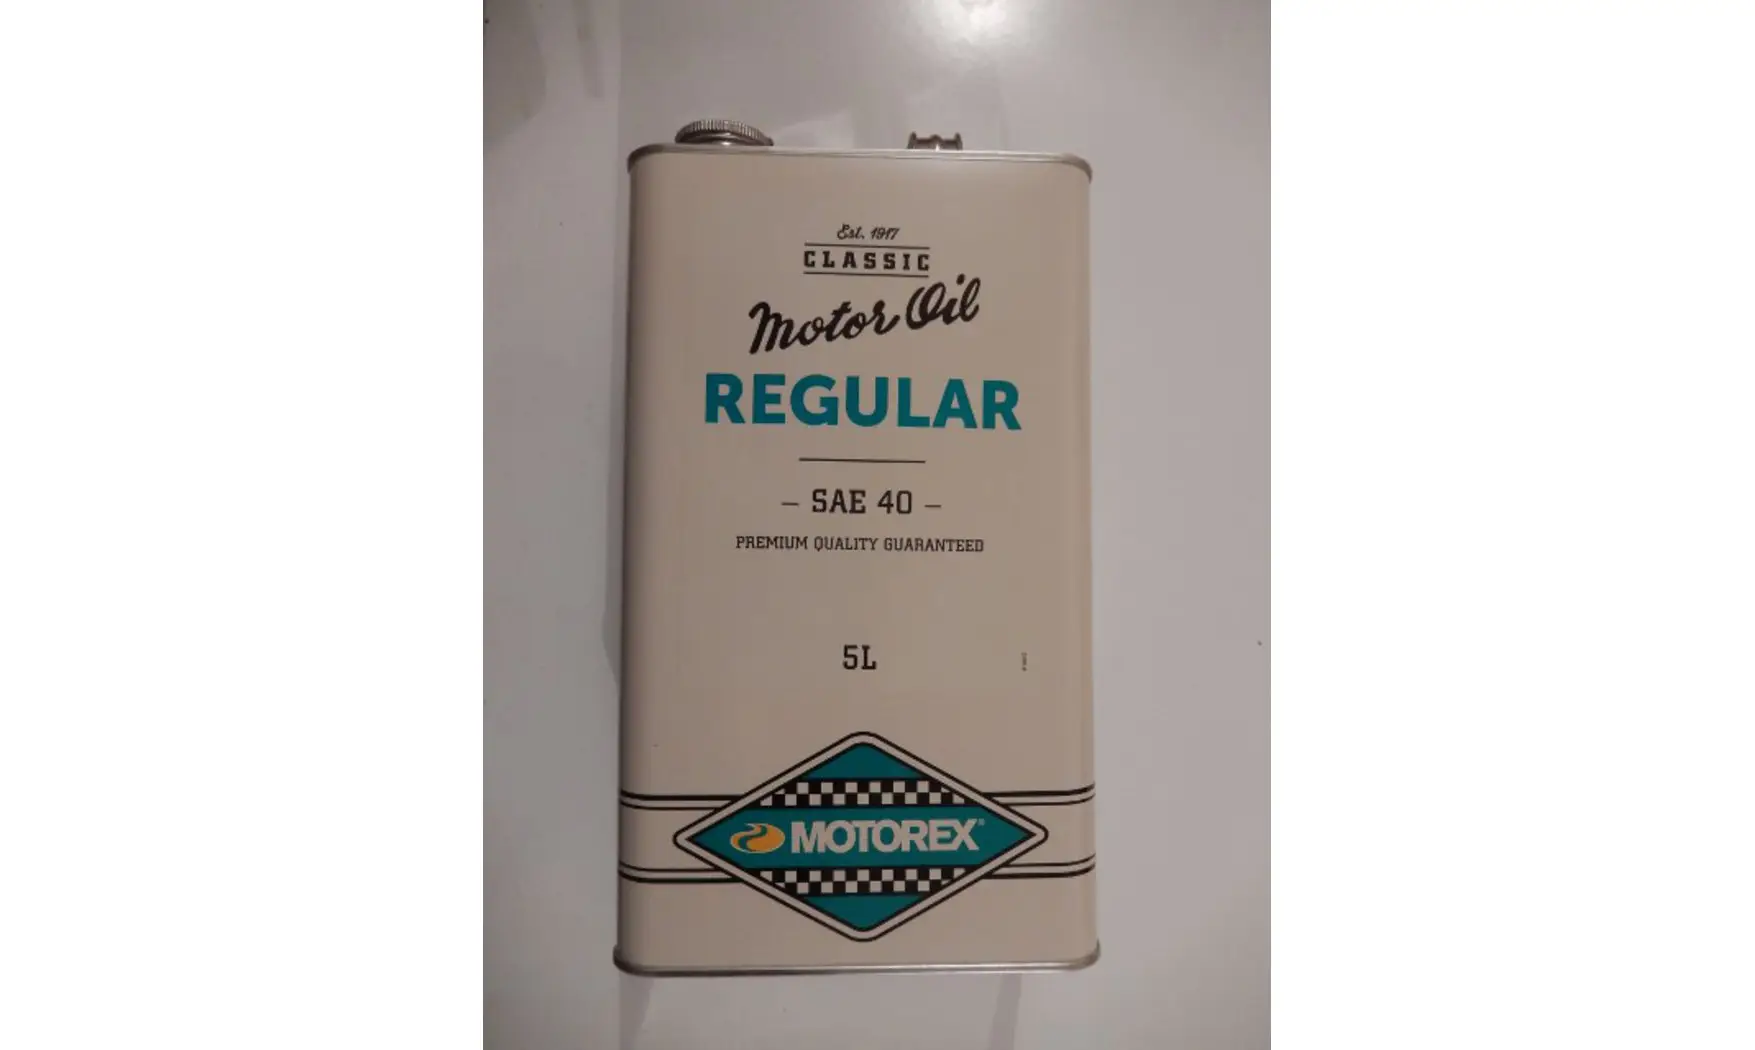 Est. 1917
CLASSIC
Motor Oil
REGULAR
– SAE 40 –
PREMIUM QUALITY GUARANTEED
5L
MOTOREX®